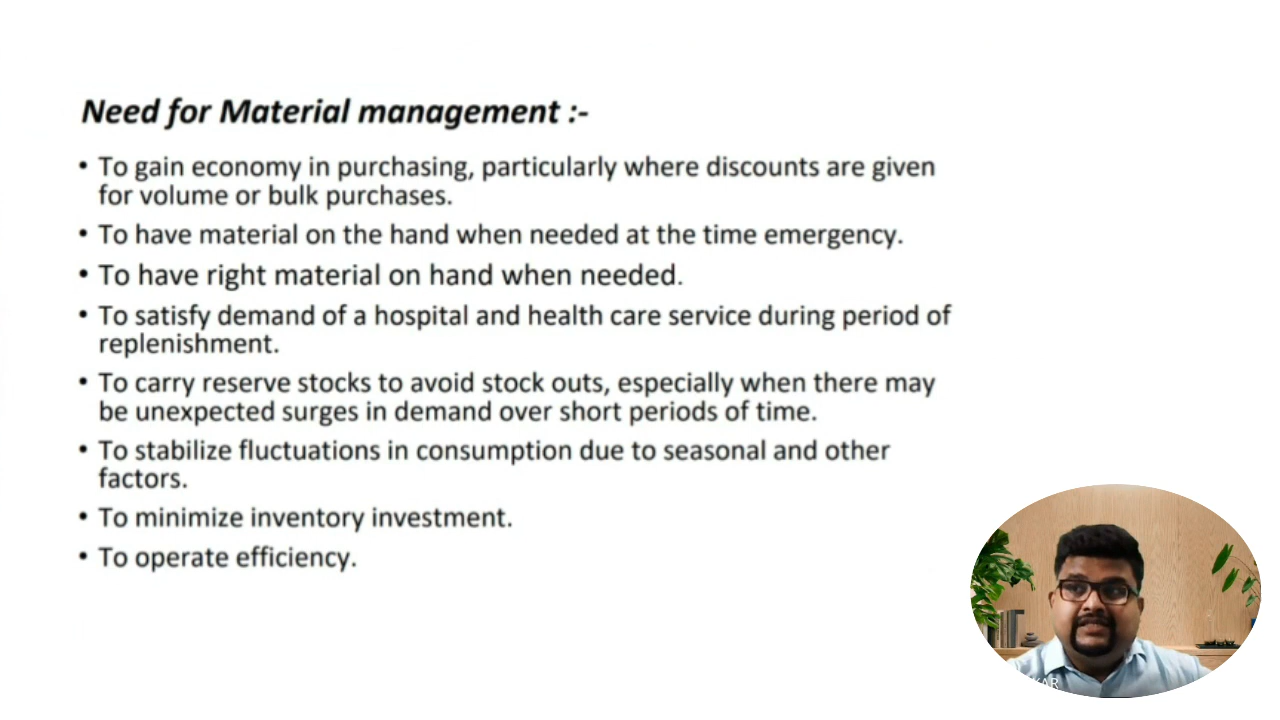 Need for Material management :-
• To gain economy in purchasing, particularly where discounts are given
for volume or bulk purchases.
• To have material on the hand when needed at the time emergency.
• To have right material on hand when needed.
• To satisfy demand of a hospital and health care service during period of
replenishment.
• To carry reserve stocks to avoid stock outs, especially when there may
be unexpected surges in demand over short periods of time.
• To stabilize fluctuations in consumption due to seasonal and other
factors.
• To minimize inventory investment.
• To operate efficiency.